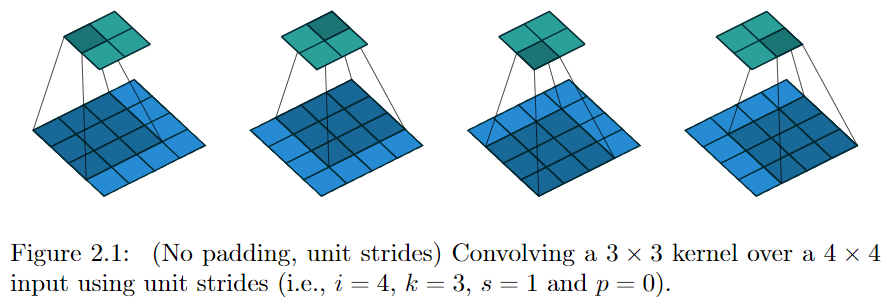 Figure 2.1: (No padding, unit strides) Convolving a 3 × 3 kernel over a 4 × 4
input using unit strides (i.e., i = 4, k = 3, s = 1 and p = 0).